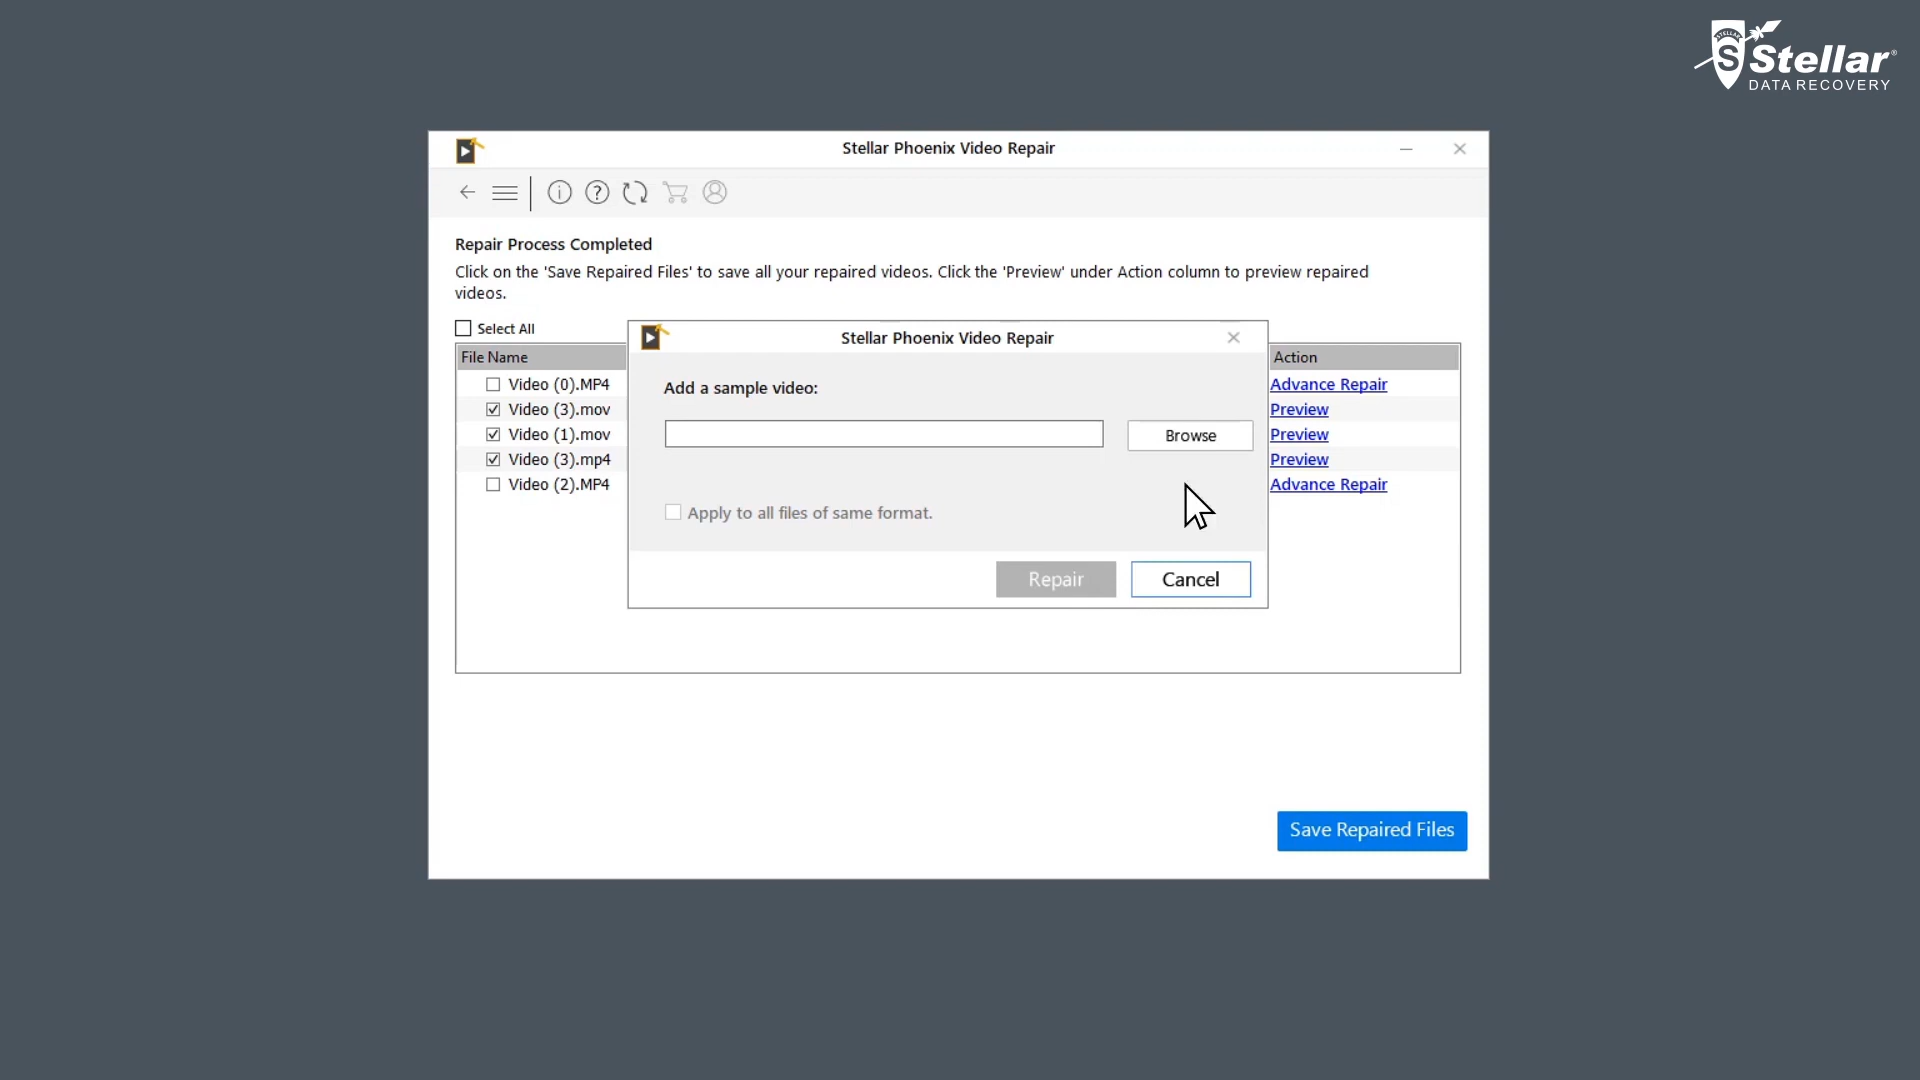 Stellar®
DATA RECOVERY
Stellar Phoenix Video Repair
Repair Process Completed
Click on the 'Save Repaired Files' to save all your repaired videos. Click the 'Preview' under Action column to preview repaired
videos.
Select All
File Name
Action
Video (0).MP4
Advance Repair
Video (3).mov
Preview
Video (1).mov
Preview
Video (3).mp4
Preview
Video (2).MP4
Advance Repair
Stellar Phoenix Video Repair
Add a sample video:
Browse
Apply to all files of same format.
Repair
Cancel
Save Repaired Files